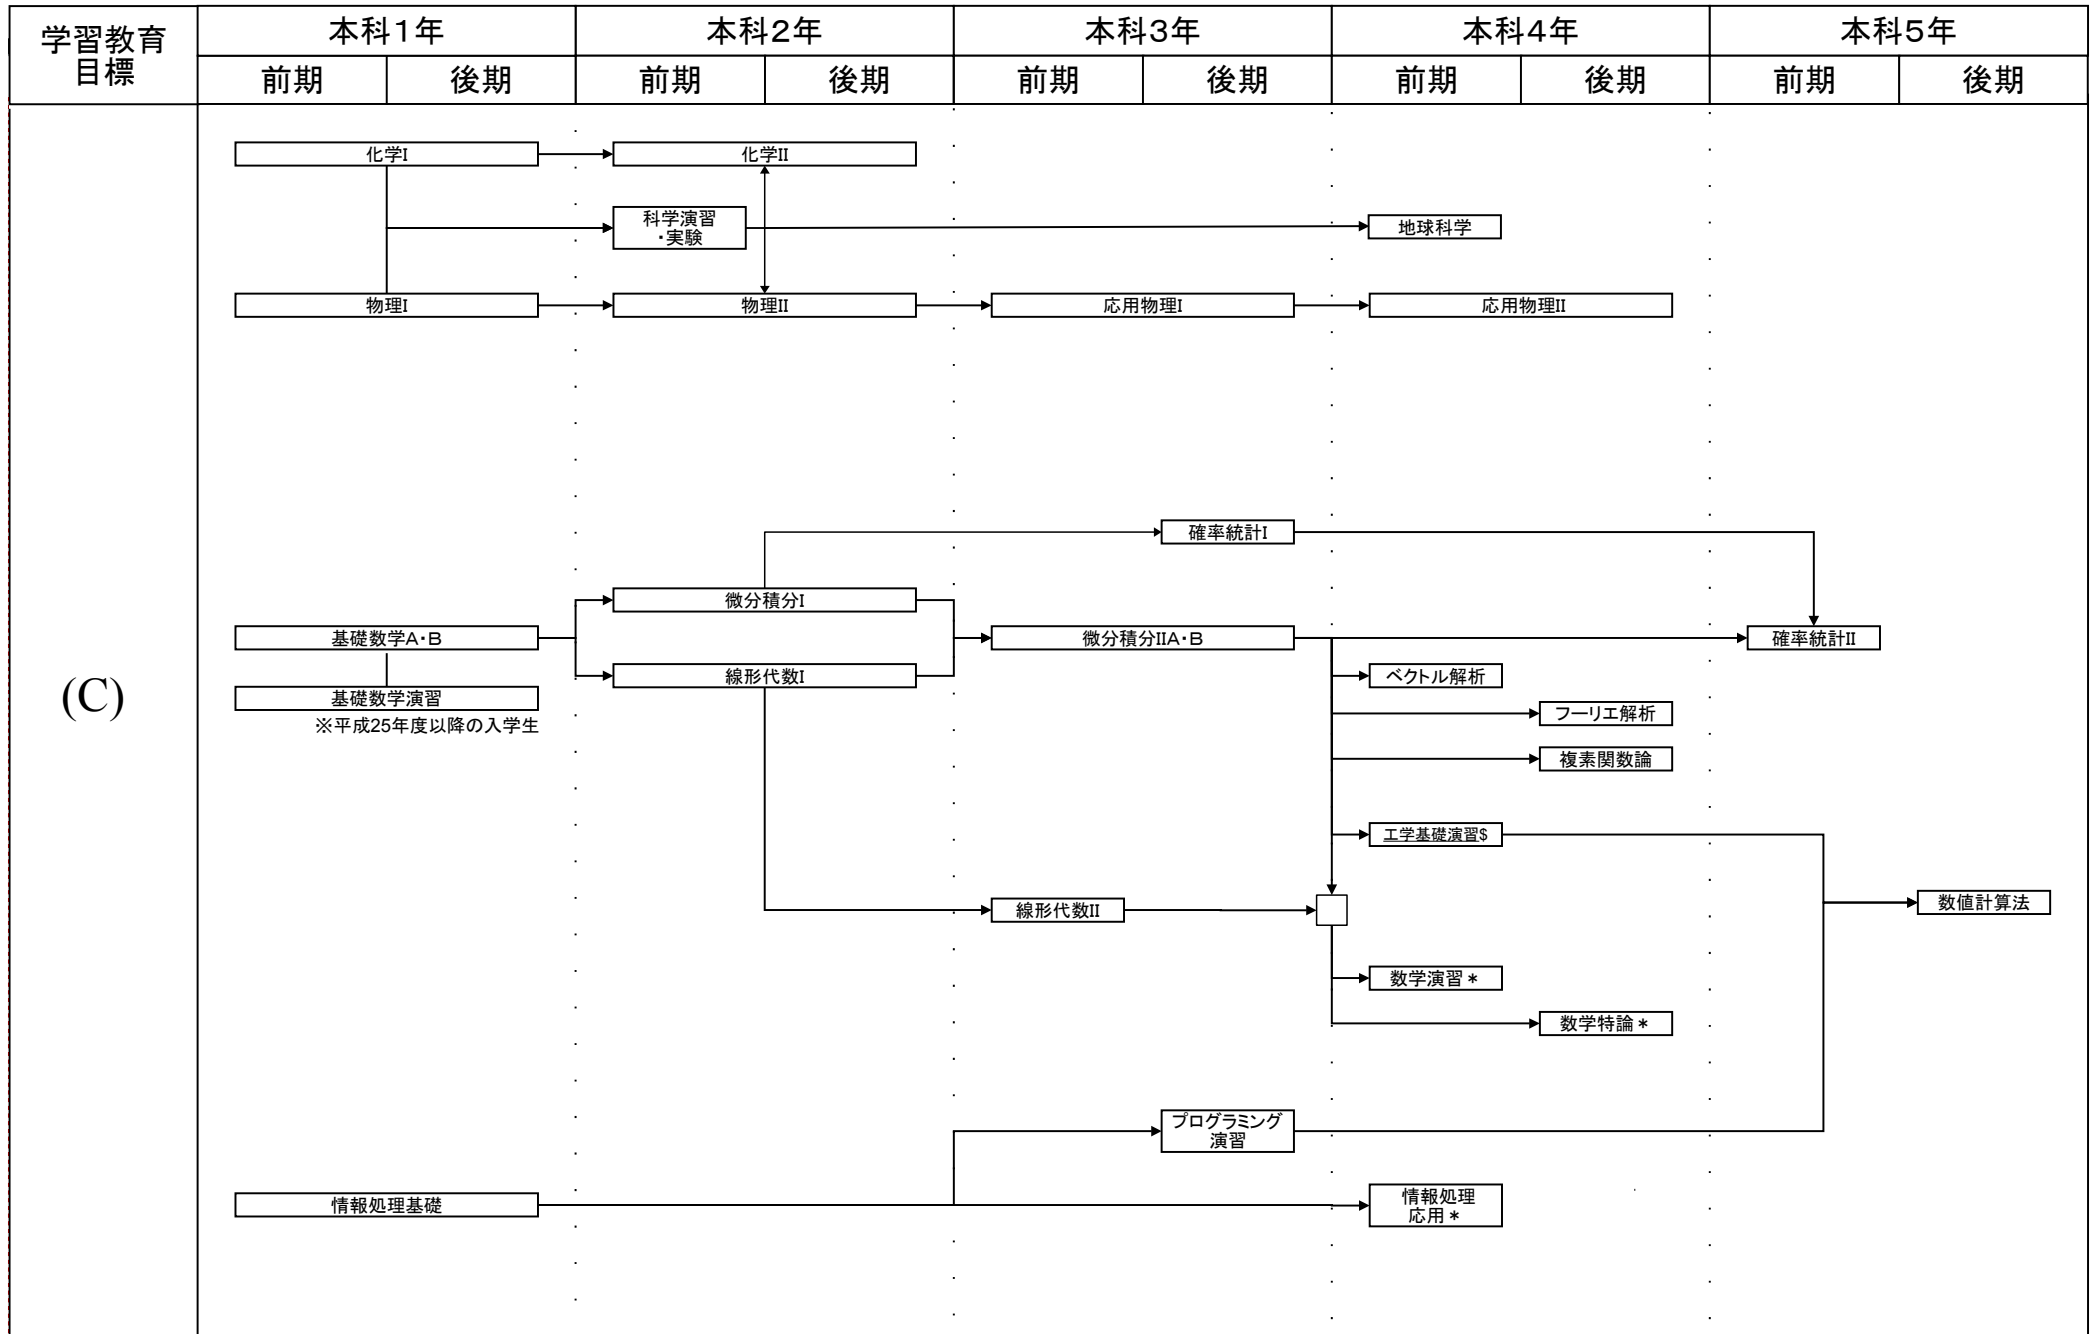 学習教育
目標
本科1年
本科2年
本科3年
本科4年
本科5年
前期
後期
前期
後期
前期
後期
前期
後期
前期
後期
(C)
化学I
化学II
科学演習
・実験
地球科学
物理I
物理II
応用物理I
応用物理II
確率統計I
微分積分I
基礎数学A・B
微分積分IIA・B
確率統計II
線形代数I
ベクトル解析
基礎数学演習
※平成25年度以降の入学生
フーリエ解析
複素関数論
工学基礎演習$
線形代数II
数値計算法
数学演習*
数学特論*
プログラミング
演習
情報処理基礎
情報処理
応用*